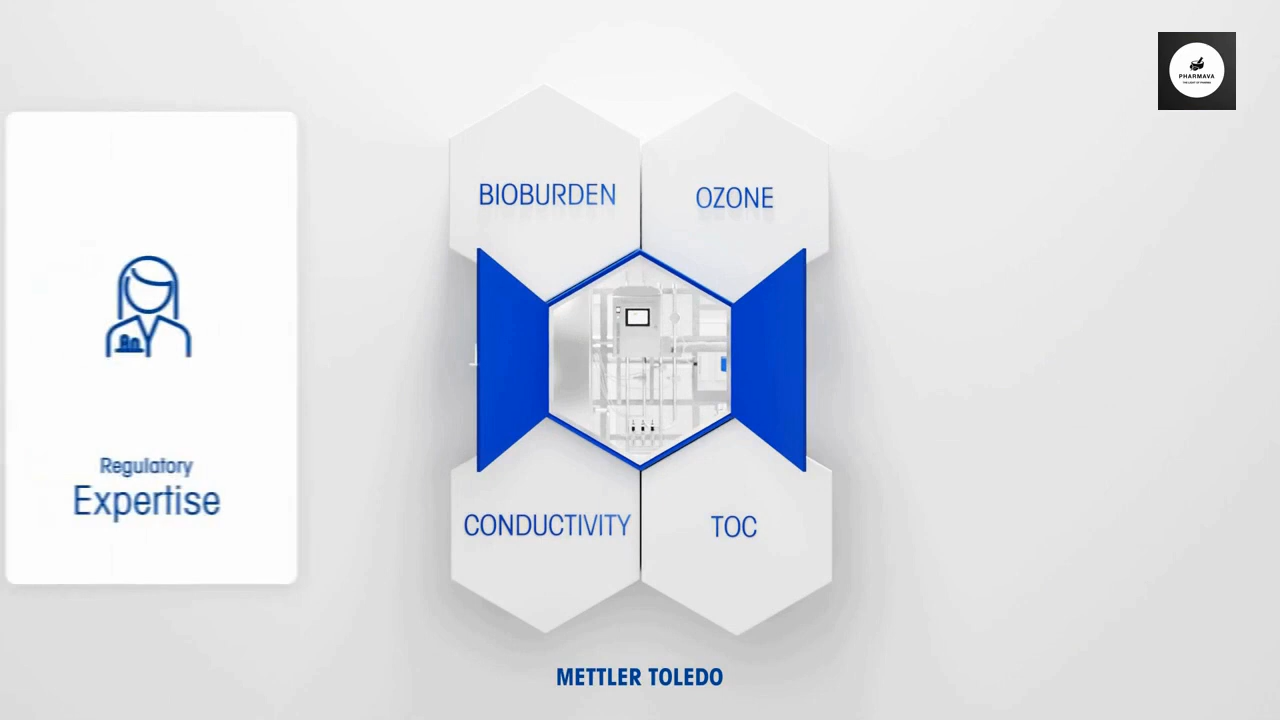 PHARMAVA
BIOBURDEN
OZONE
Regulatory
Expertise
CONDUCTIVITY
TOC
METTLER TOLEDO